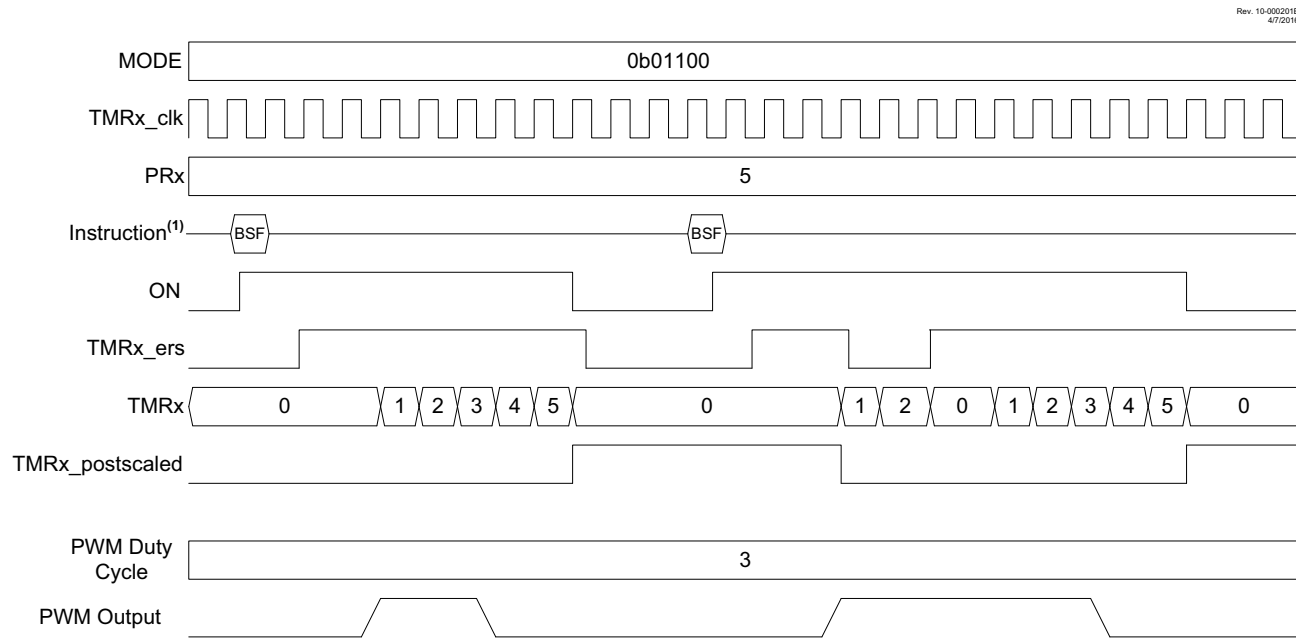 Rev. 10-000201B
4/7/2016
MODE 0b01100
TMRx_clk
PRx 5
Instruction(1) BSF BSF
ON
TMRx_ers
TMRx 0 1 2 3 4 5 0 1 2 0 1 2 3 4 5 0
TMRx_postscaled
PWM Duty
Cycle 3
PWM Output